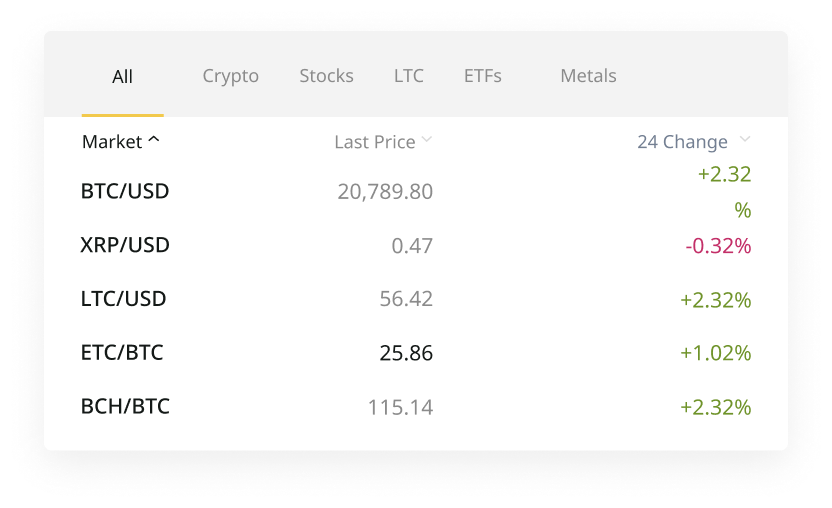 All Crypto Stocks LTC ETFs Metals
Market Last Price 24 Change
BTC/USD 20,789.80 +2.32
%
XRP/USD 0.47 -0.32%
LTC/USD 56.42 +2.32%
ETC/BTC 25.86 +1.02%
BCH/BTC 115.14 +2.32%